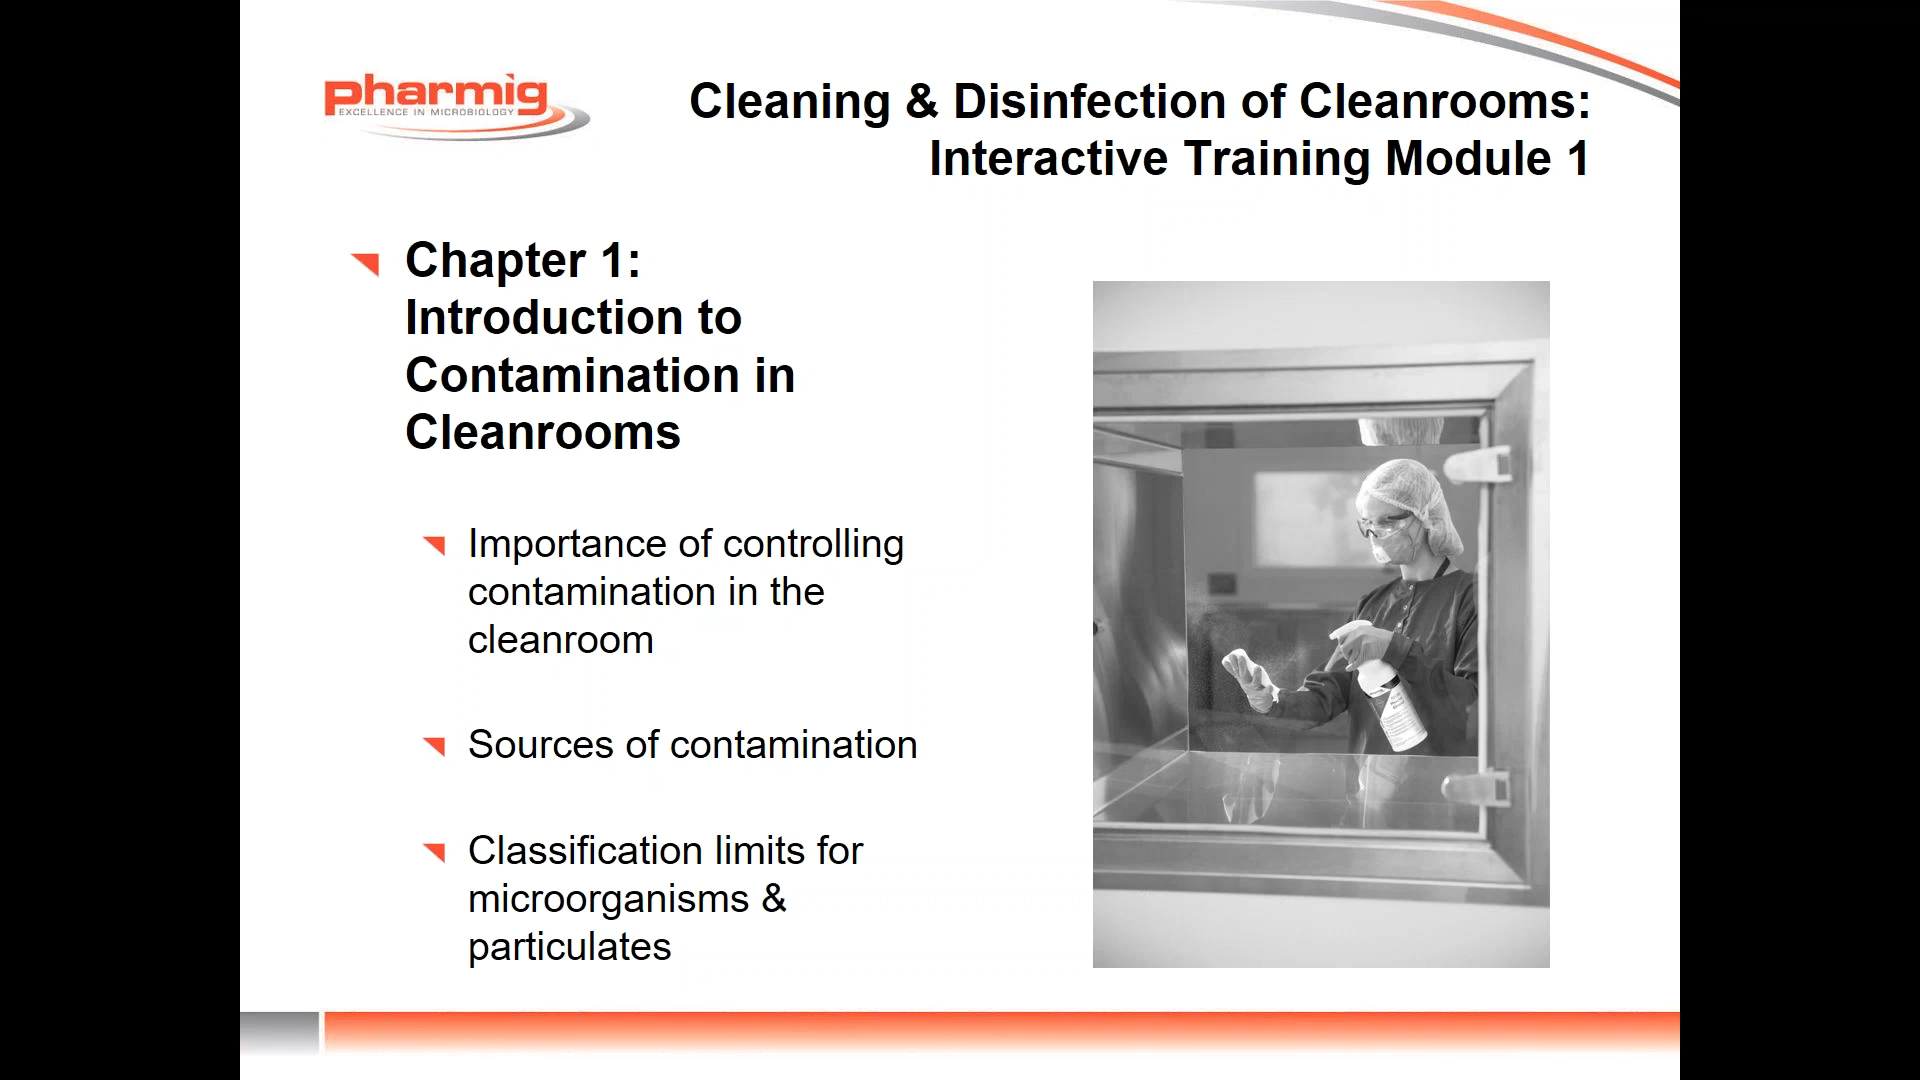 pharmig
EXCELLENCE IN MICROBIOLOGY
Cleaning & Disinfection of Cleanrooms:
Interactive Training Module 1
Chapter 1:
Introduction to
Contamination in
Cleanrooms
Importance of controlling
contamination in the
cleanroom
Sources of contamination
Classification limits for
microorganisms &
particulates